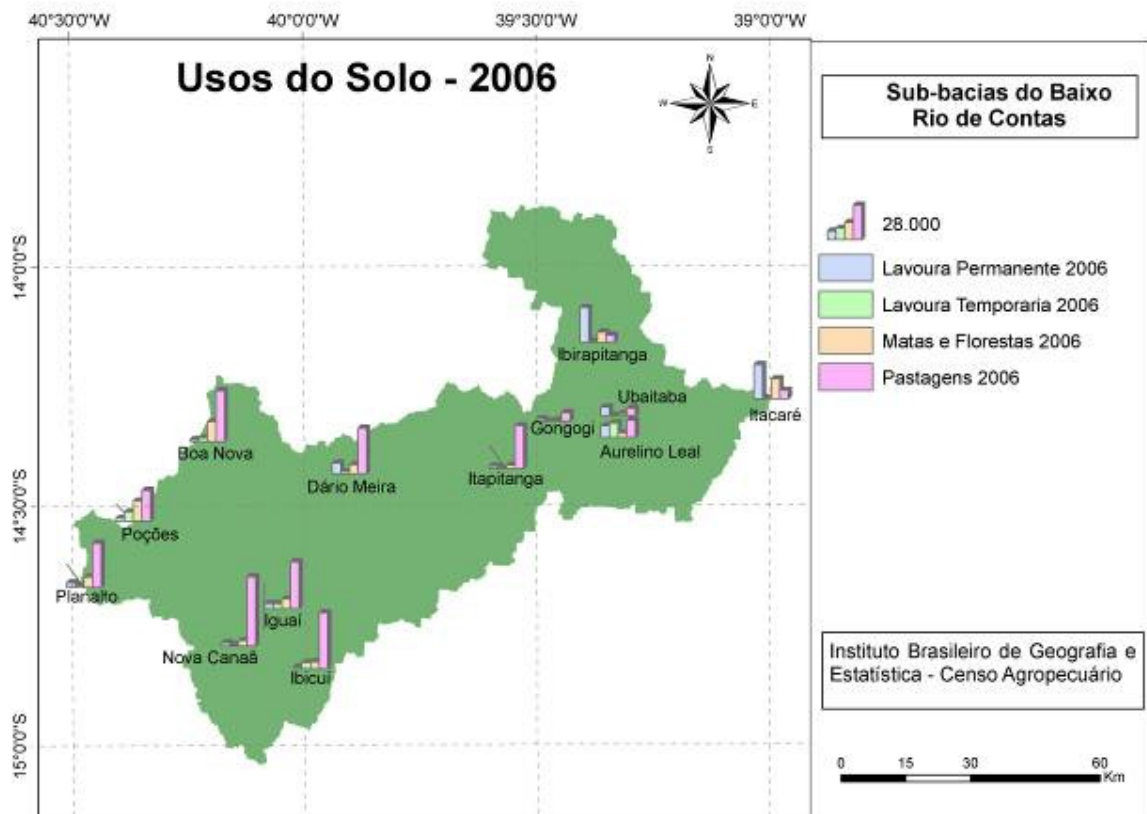 40°30'0"W
40°0'0"W
39°30'0"W
39°0'0"W
Usos do Solo - 2006
N
W
E
S
Sub-bacias do Baixo
Rio de Contas
28.000
Lavoura Permanente 2006
Lavoura Temporaria 2006
Matas e Florestas 2006
Pastagens 2006
14°0'0"S
14°30'0"S
15°0'0"S
Ibirapitanga
Ubaitaba
Itacaré
Gongogi
Aurelino Leal
Boa Nova
Dário Meira
Itapitanga
Poções
Planalto
Iguaí
Nova Canaã
Ibicuí
Instituto Brasileiro de Geografia e
Estatística - Censo Agropecuário
0 15 30 60
Km